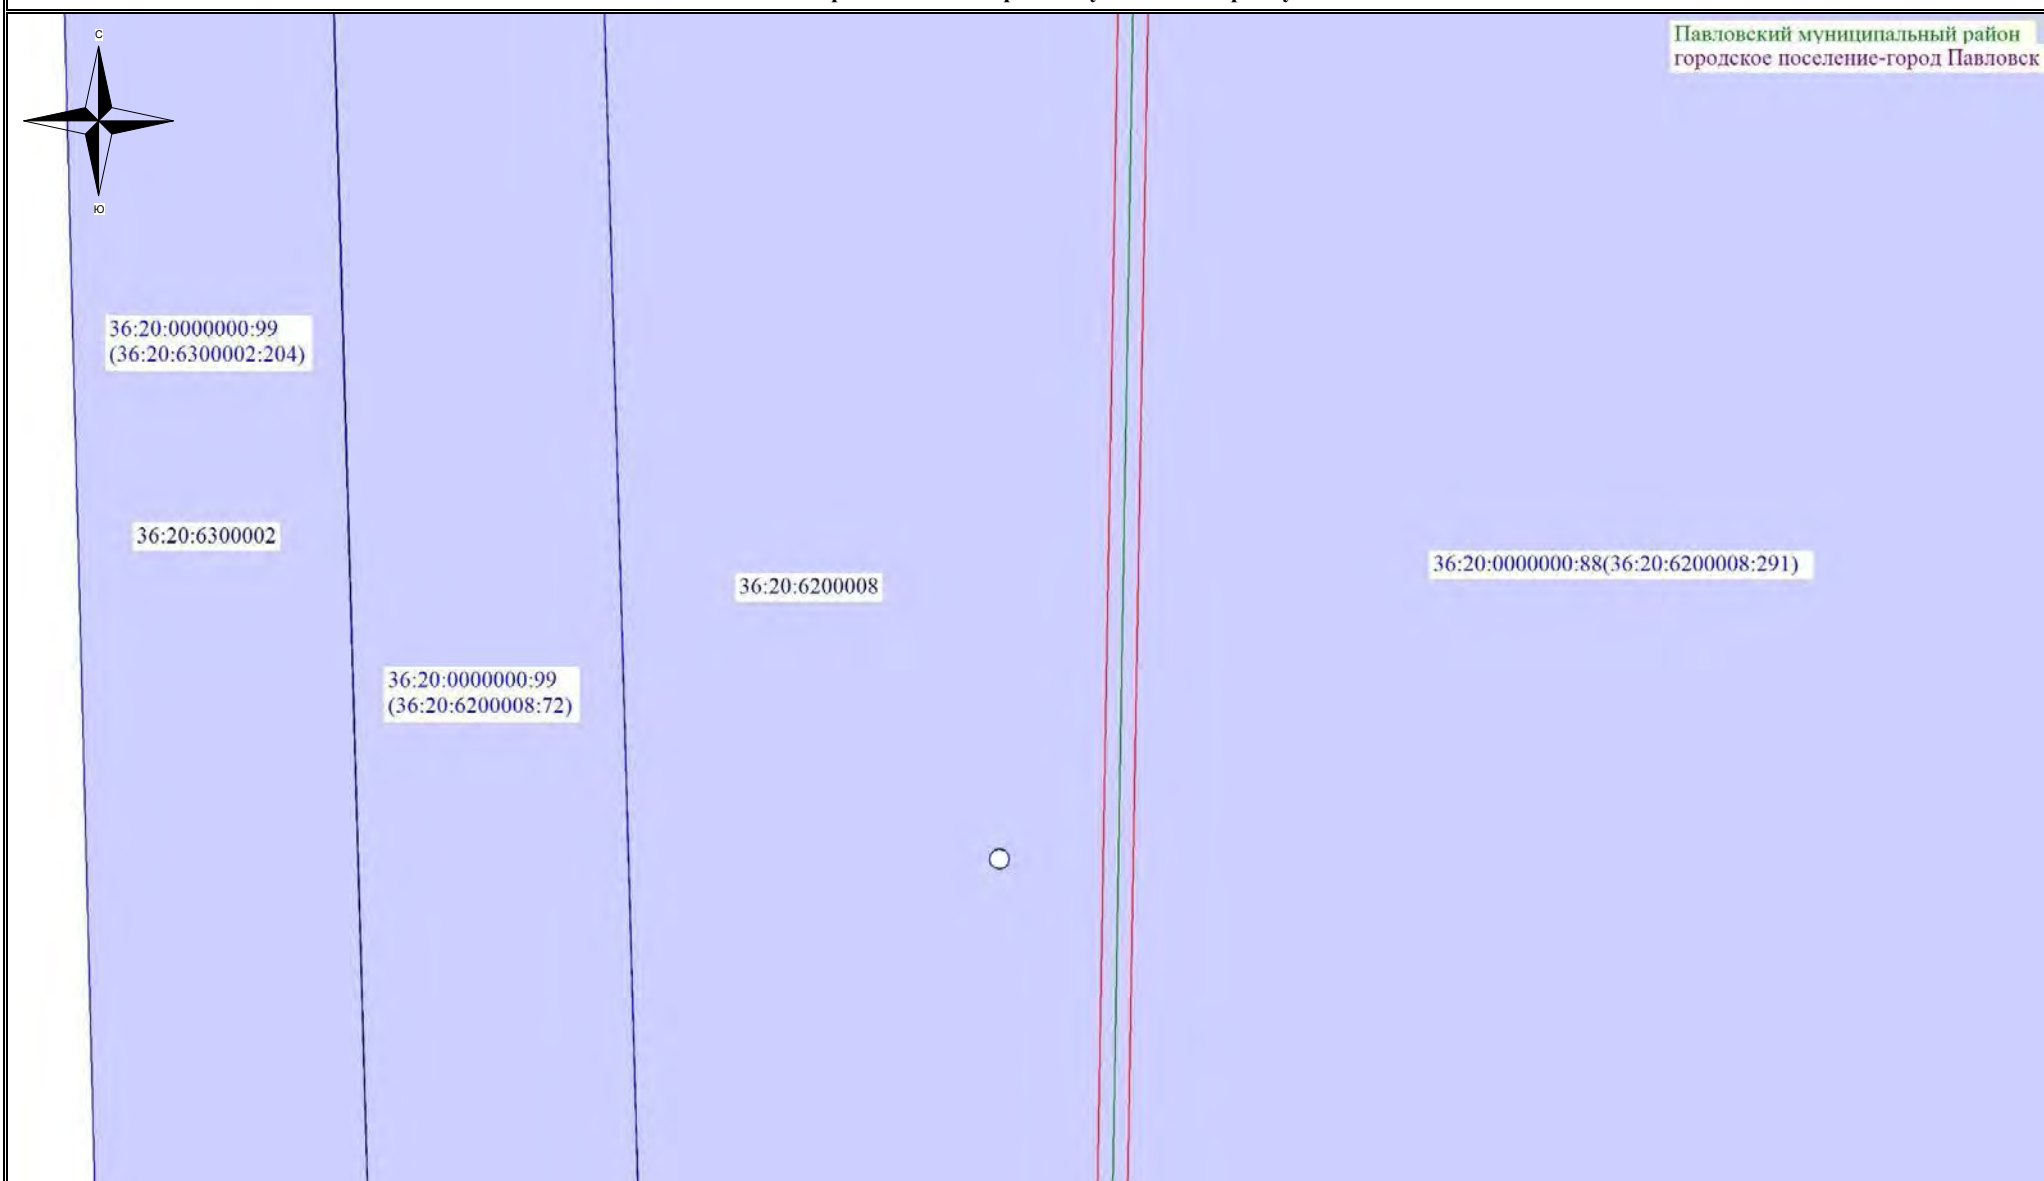 Павловский муниципальный район
городское поселение-город Павловск
С
Ю
36:20:0000000:99
(36:20:6300002:204)
36:20:6300002
36:20:6200008
36:20:0000000:88(36:20:6200008:291)
36:20:0000000:99
(36:20:6200008:72)